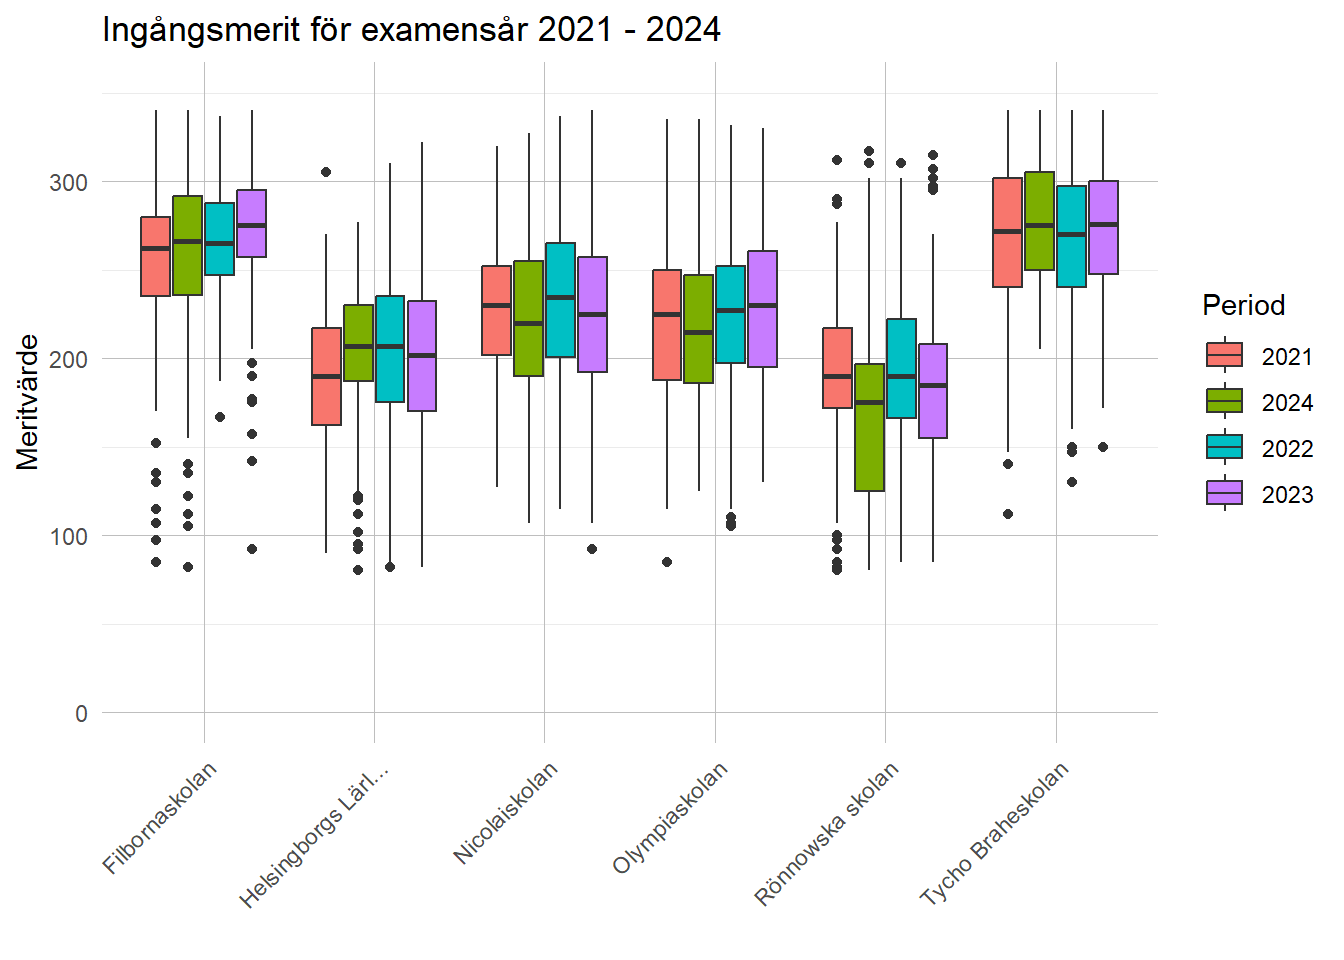 Ingångsmerit för examensår 2021 - 2024
Meritvärde
300
200
100
0
Filbornaskolan
Helsingborgs Lärl...
Nicolaiskolan
Olympiaskolan
Rönnowska skolan
Tycho Braheskolan
Period
2021
2024
2022
2023